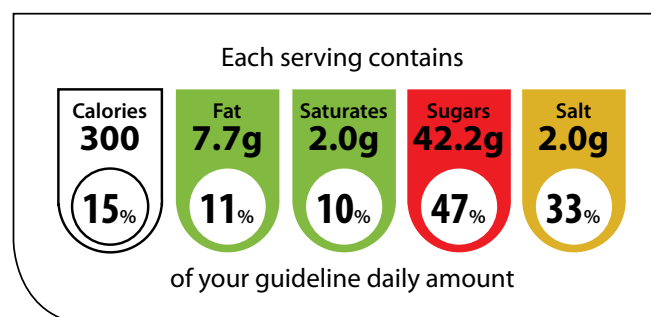 Each serving contains
Calories Fat Saturates Sugars Salt
300 7.7g 2.0g 42.2g 2.0g
15% 11% 10% 47% 33%
of your guideline daily amount